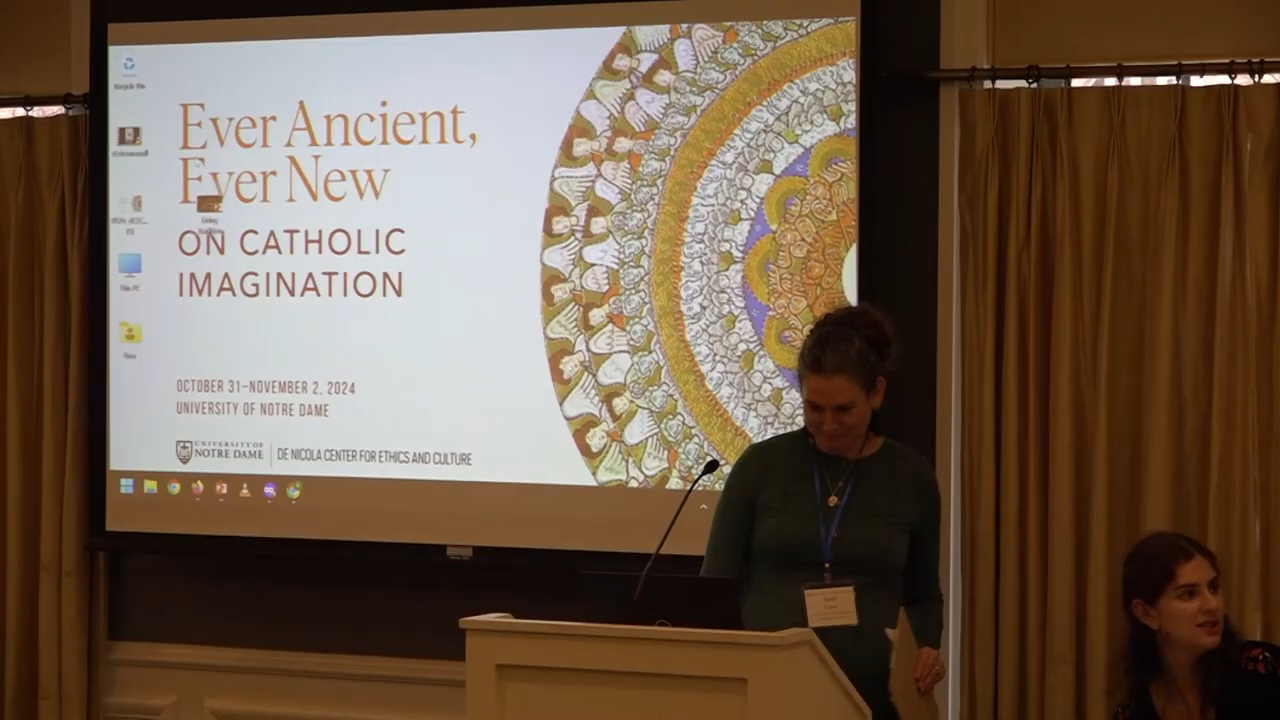 Ever Ancient,
Ever New
ON CATHOLIC
IMAGINATION
OCTOBER 31–NOVEMBER 2, 2024
UNIVERSITY OF NOTRE DAME
UNIVERSITY OF
NOTRE DAME
DE NICOLA CENTER FOR ETHICS AND CULTURE
Recycle Bin
This PC